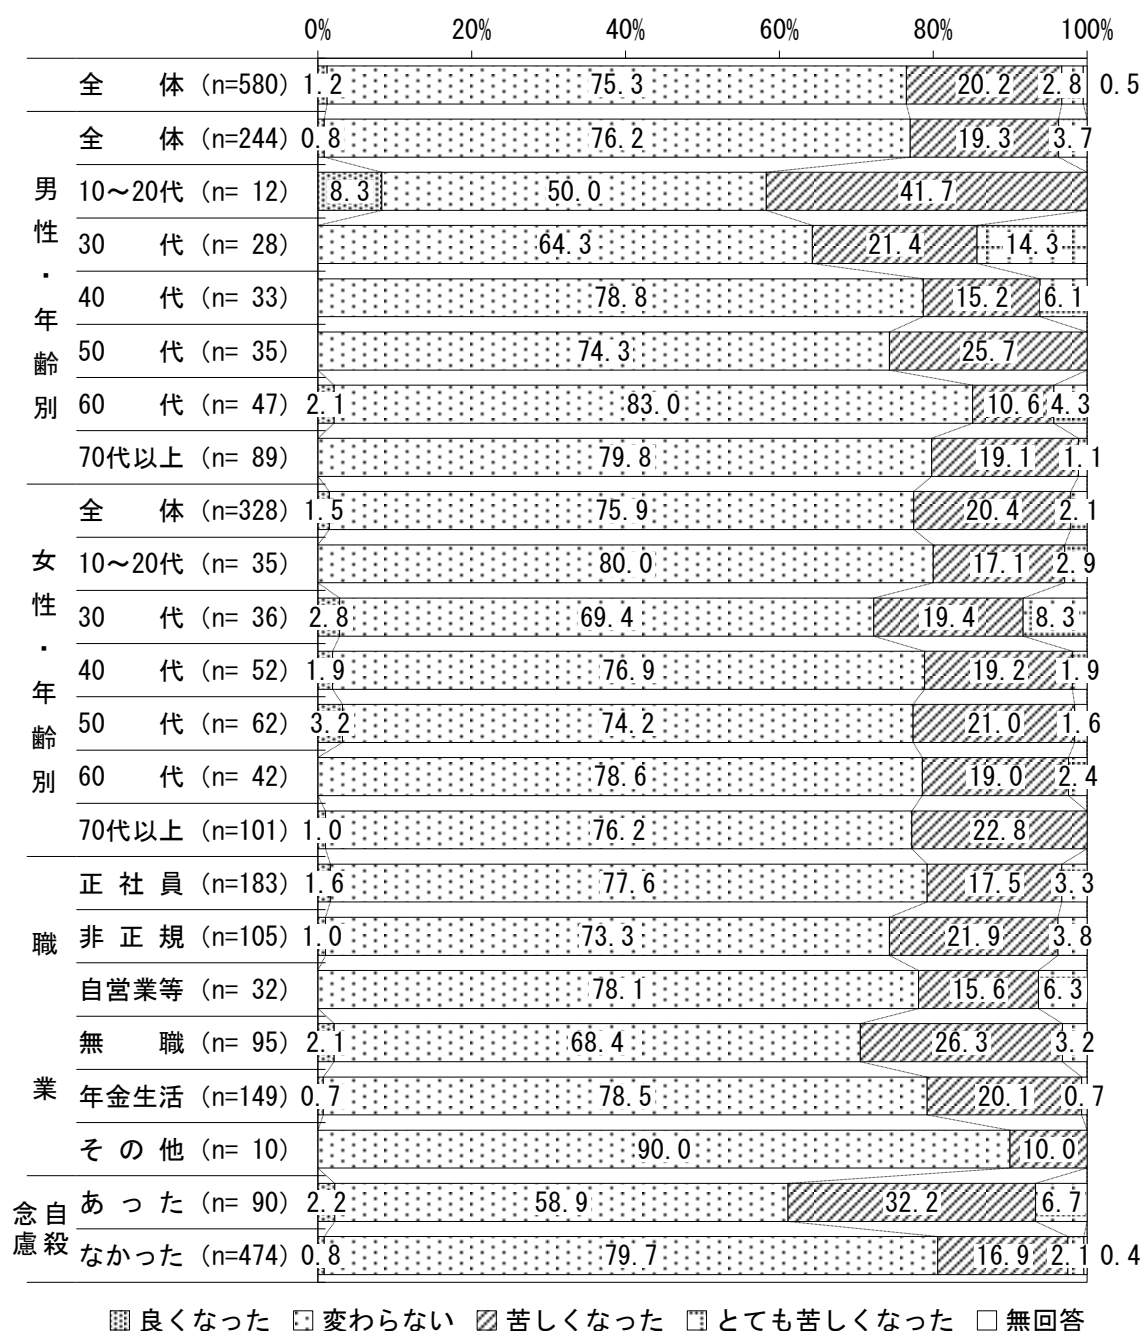 0% 20% 40% 60% 80% 100%
全 体 (n=580) 1.2 75.3 20.2 2.8 0.5
男性・年齢別
全 体 (n=244) 0.8 76.2 19.3 3.7
10〜20代 (n= 12) 8.3 50.0 41.7
30 代 (n= 28) 64.3 21.4 14.3
40 代 (n= 33) 78.8 15.2 6.1
50 代 (n= 35) 74.3 25.7
60 代 (n= 47) 2.1 83.0 10.6 4.3
70代以上 (n= 89) 79.8 19.1 1.1
女性・年齢別
全 体 (n=328) 1.5 75.9 20.4 2.1
10〜20代 (n= 35) 80.0 17.1 2.9
30 代 (n= 36) 2.8 69.4 19.4 8.3
40 代 (n= 52) 1.9 76.9 19.2 1.9
50 代 (n= 62) 3.2 74.2 21.0 1.6
60 代 (n= 42) 78.6 19.0 2.4
70代以上 (n=101) 1.0 76.2 22.8
職業
正 社 員 (n=183) 1.6 77.6 17.5 3.3
非 正 規 (n=105) 1.0 73.3 21.9 3.8
自営業等 (n= 32) 78.1 15.6 6.3
無 職 (n= 95) 2.1 68.4 26.3 3.2
年金生活 (n=149) 0.7 78.5 20.1 0.7
そ の 他 (n= 10) 90.0 10.0
自殺念慮
あ っ た (n= 90) 2.2 58.9 32.2 6.7
なかった (n=474) 0.8 79.7 16.9 2.1 0.4
良くなった 変わらない 苦しくなった とても苦しくなった 無回答